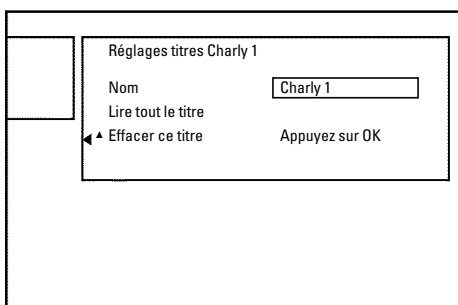 Réglages titres Charly 1
Nom Charly 1
Lire tout le titre
Effacer ce titre Appuyez sur OK